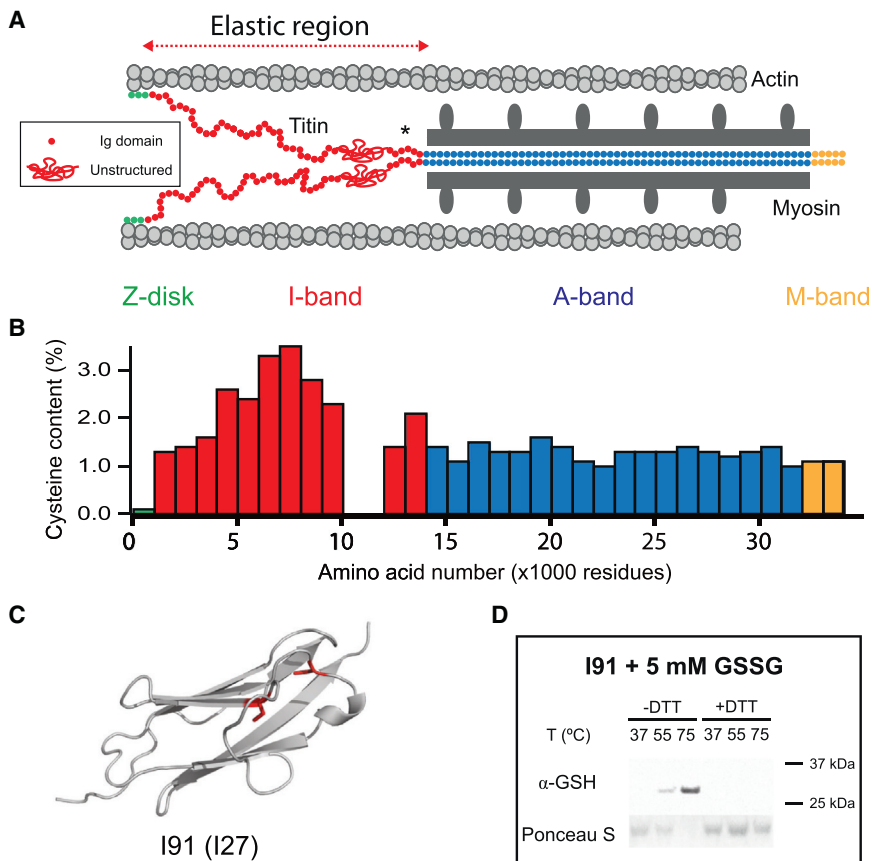 A
Elastic region
Actin
Titin
*
Ig domain
Unstructured
Myosin
Z-disk
I-band
A-band
M-band
B
Cysteine content (%)
3.0
2.0
1.0
0.0
0 5 10 15 20 25 30
Amino acid number (x1000 residues)
C
I91 (I27)
D
I91 + 5 mM GSSG
-DTT +DTT
T (ºC) 37 55 75 37 55 75
37 kDa
α-GSH
25 kDa
Ponceau S